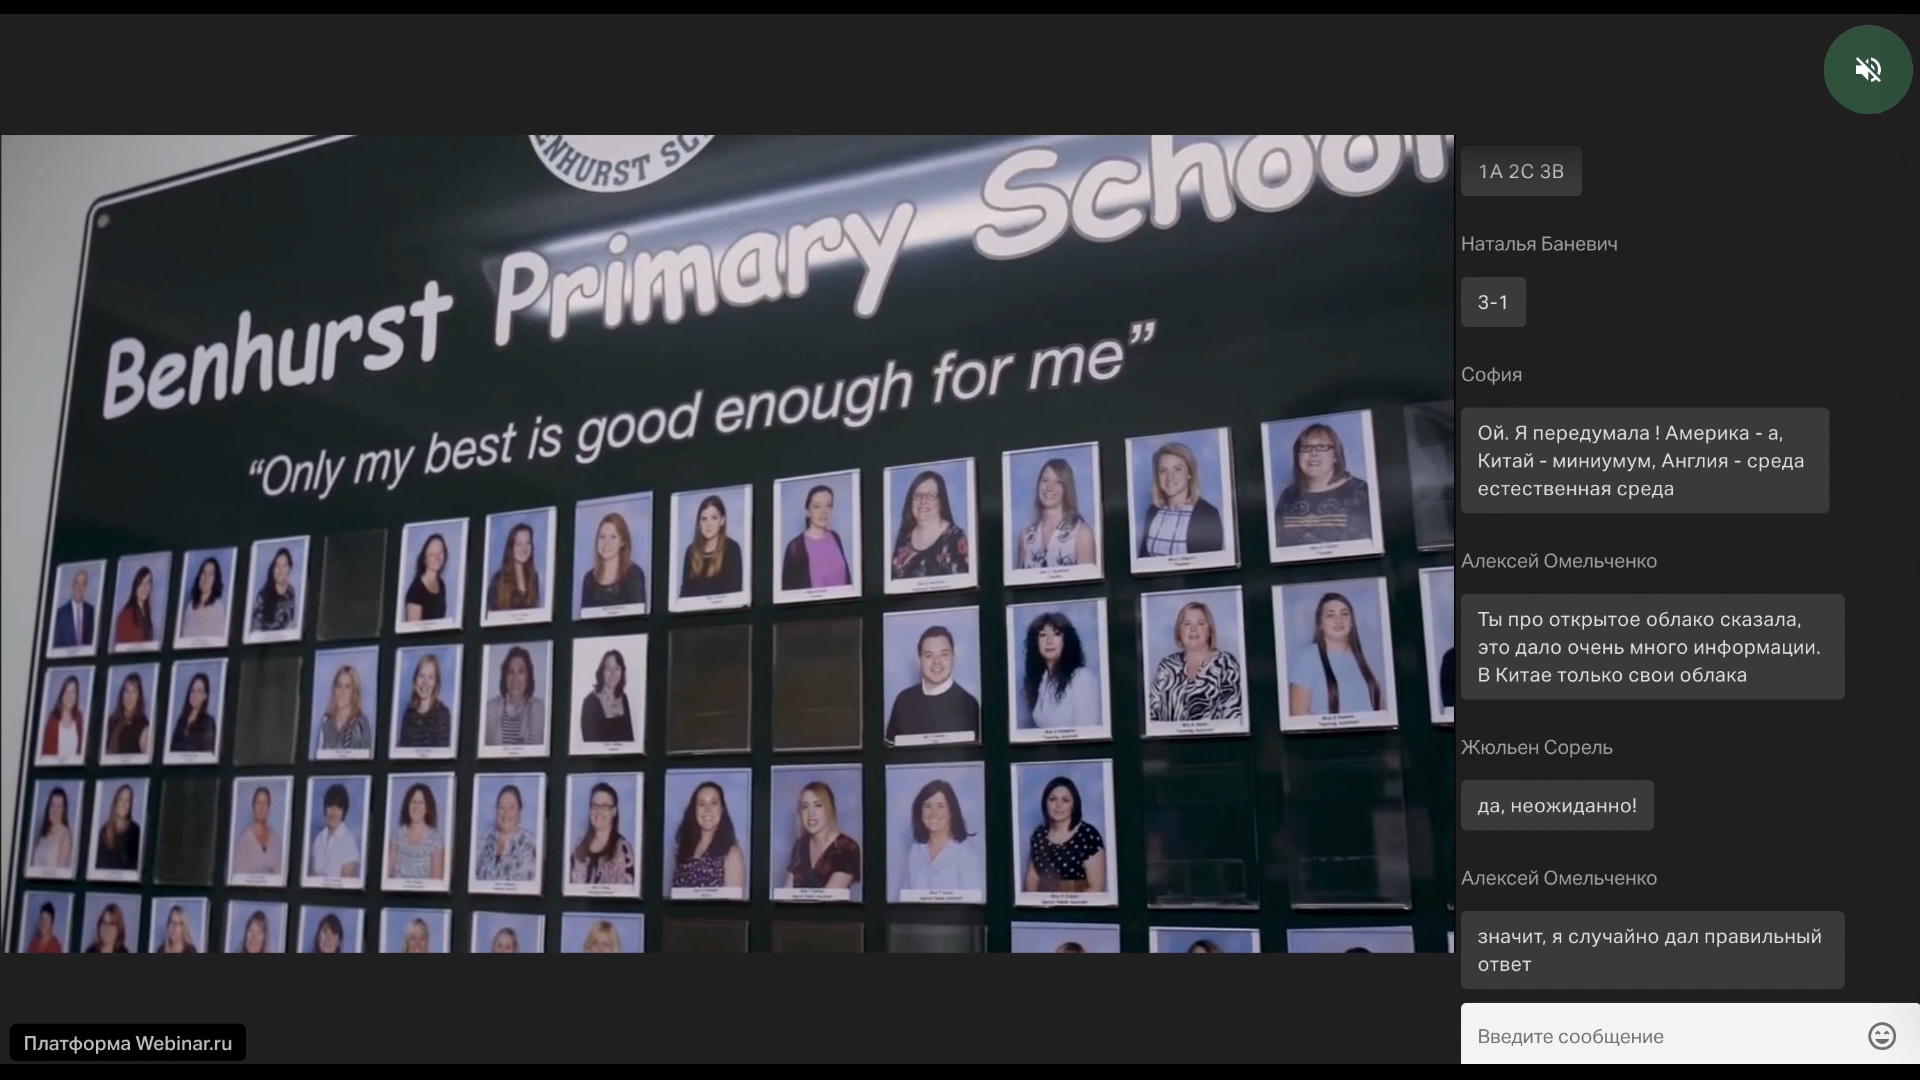 ENHURST SC
Benhurst Primary School
“Only my best is good enough for me”
1А 2С 3В
Наталья Баневич
3-1
София
Ой. Я передумала ! Америка - а,
Китай - миниумум, Англия - среда
естественная среда
Алексей Омельченко
Ты про открытое облако сказала,
это дало очень много информации.
В Китае только свои облака
Жюльен Сорель
да, неожиданно!
Алексей Омельченко
значит, я случайно дал правильный
ответ
Введите сообщение
Платформа Webinar.ru